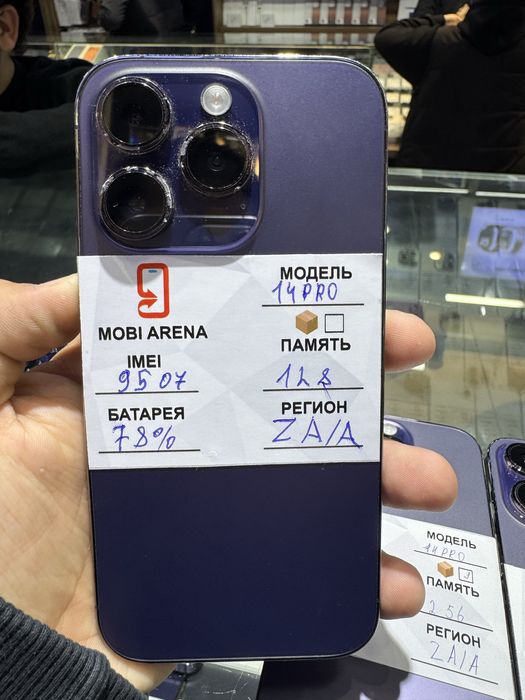 МОДЕЛЬ
14PRO
MOBI ARENA
ПАМЯТЬ
IMEI
9507
128
БАТАРЕЯ
78%
РЕГИОН
ZA/A
МОДЕЛЬ
14PRO
ПАМЯТЬ
256
РЕГИОН
ZA/A